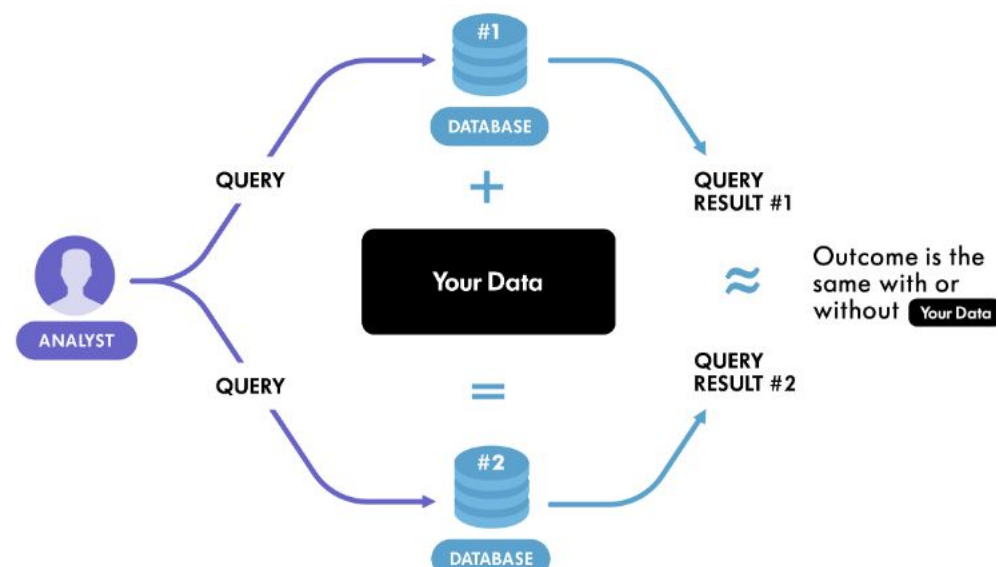 #1
DATABASE
QUERY
+
QUERY
RESULT #1
Your Data
≈
Outcome is the
same with or
without Your Data
ANALYST
QUERY
=
QUERY
RESULT #2
#2
DATABASE